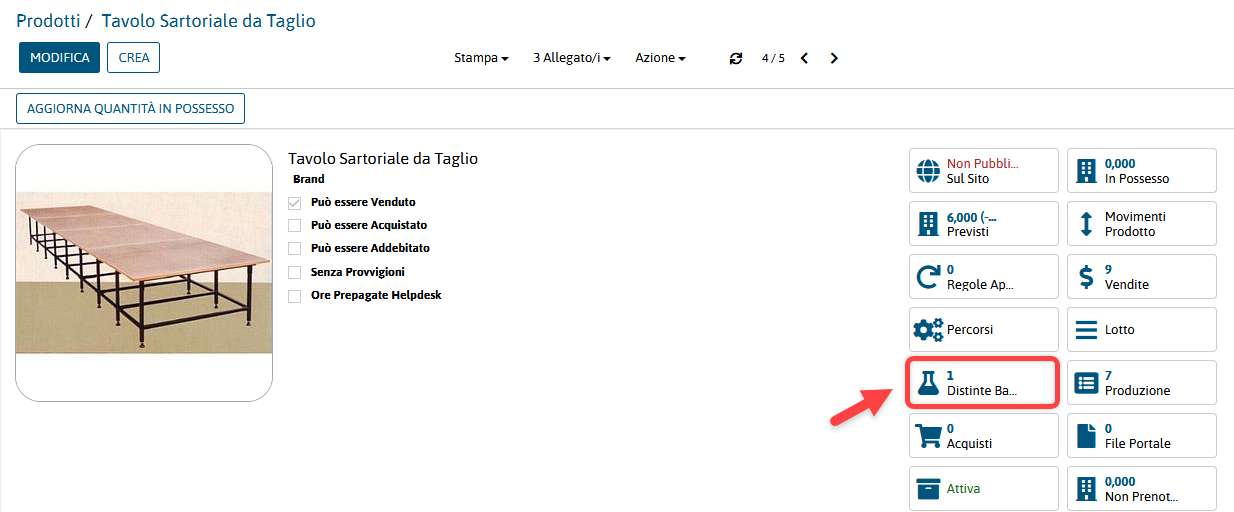 Prodotti / Tavolo Sartoriale da Taglio
MODIFICA CREA Stampa 3 Allegato/i Azione 4 / 5
AGGIORNA QUANTITÀ IN POSSESSO
Tavolo Sartoriale da Taglio
Brand
Può essere Venduto
Può essere Acquistato
Può essere Addebitato
Senza Provvigioni
Ore Prepagate Helpdesk
Non Pubbli...
Sul Sito
0,000
In Possesso
6,000 (-...
Previsti
Movimenti
Prodotto
0
Regole Ap...
9
Vendite
Percorsi
Lotto
1
Distinte Ba...
7
Produzione
0
Acquisti
0
File Portale
Attiva
0,000
Non Prenot...